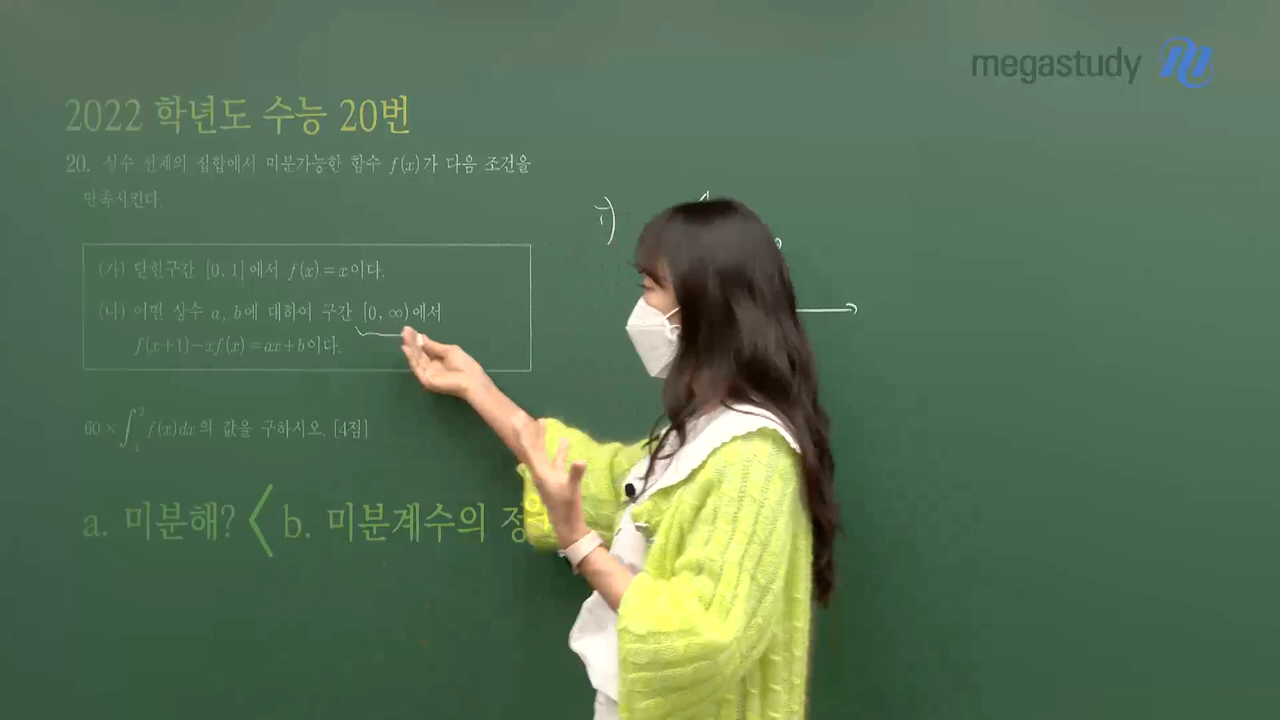 megastudy
2022 학년도 수능 20번
20. 실수 전체의 집합에서 미분가능한 함수 f(x)가 다음 조건을
만족시킨다.
(가) 닫힌구간 [0, 1]에서 f(x)=x이다.
(나) 어떤 상수 a, b에 대하여 구간 [0, ∞)에서
f(x+1)-xf(x)=ax+b이다.
60×∫₁² f(x)dx의 값을 구하시오. [4점]
a. 미분해? < b. 미분계수의 정